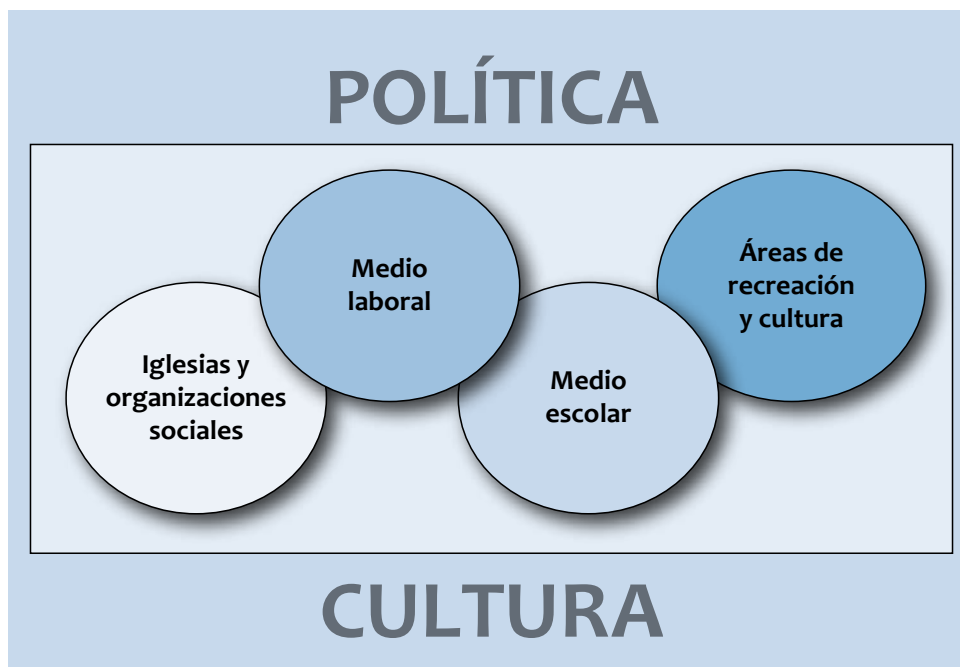 POLÍTICA
Iglesias y
organizaciones
sociales
Medio
laboral
Medio
escolar
Áreas de
recreación
y cultura
CULTURA